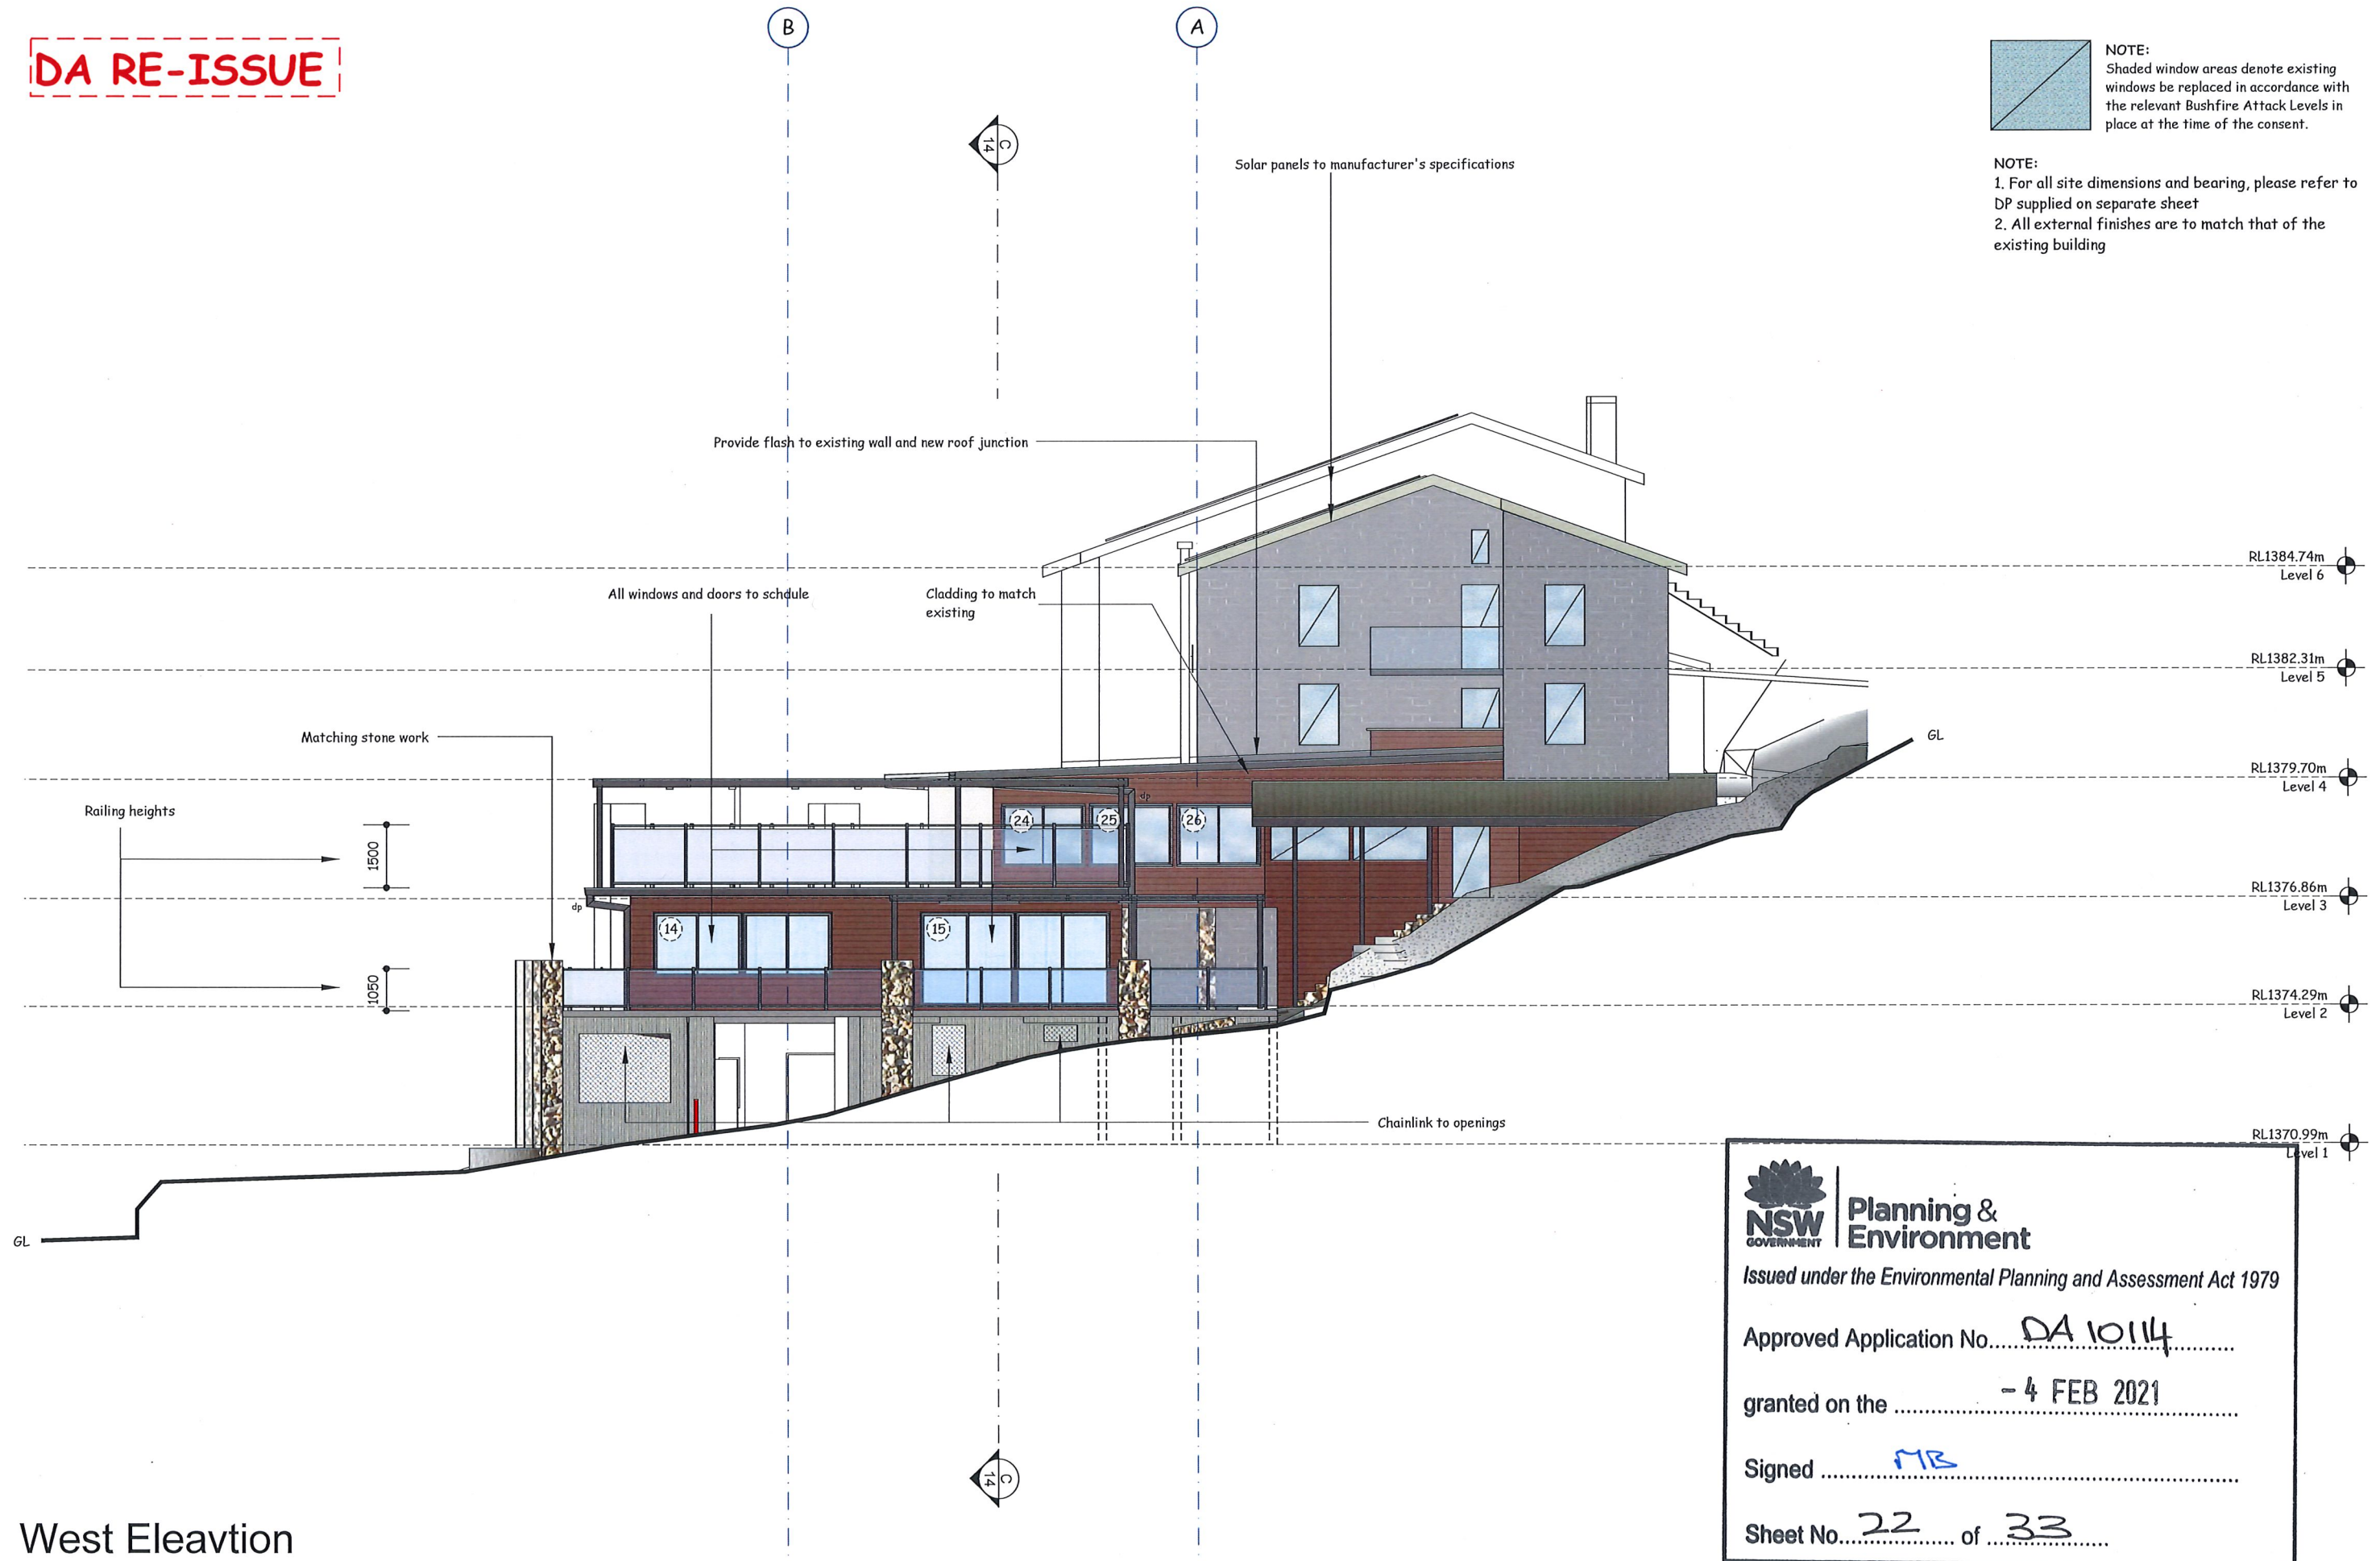 DA RE-ISSUE
B
A
NOTE:
Shaded window areas denote existing
windows be replaced in accordance with
the relevant Bushfire Attack Levels in
place at the time of the consent.
NOTE:
1. For all site dimensions and bearing, please refer to
DP supplied on separate sheet
2. All external finishes are to match that of the
existing building
C
14
Solar panels to manufacturer's specifications
Provide flash to existing wall and new roof junction
RL1384.74m
Level 6
All windows and doors to schdule
Cladding to match
existing
RL1382.31m
Level 5
Matching stone work
GL
RL1379.70m
Level 4
Railing heights
dp
24
25
26
1500
RL1376.86m
Level 3
dp
14
15
1050
RL1374.29m
Level 2
Chainlink to openings
RL1370.99m
Level 1
GL
NSW
GOVERNMENT
Planning &
Environment
Issued under the Environmental Planning and Assessment Act 1979
Approved Application No. DA 10114
granted on the - 4 FEB 2021
Signed MB
Sheet No. 22 of 33
C
14
West Eleavtion